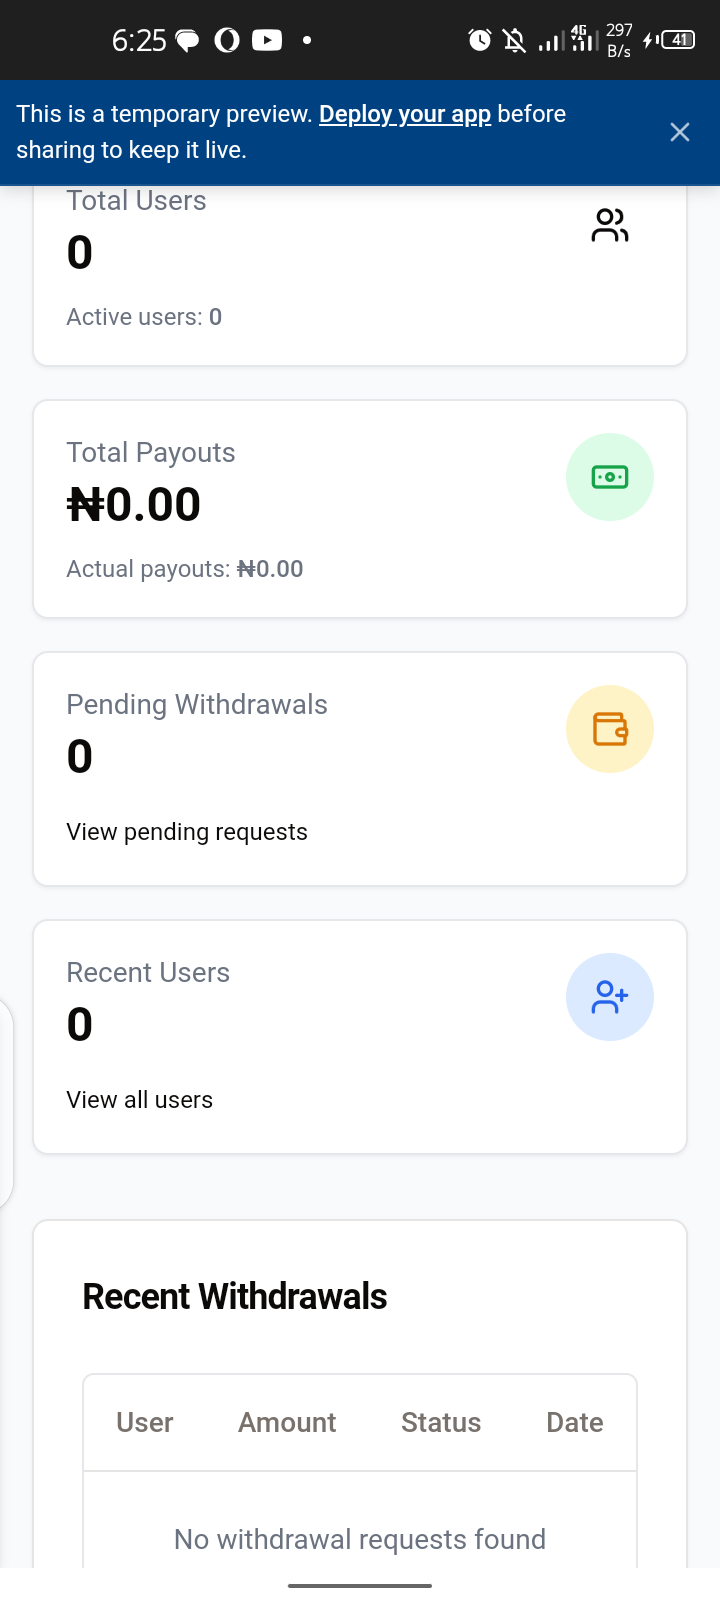 6:25
4G
297
B/s
41
This is a temporary preview. Deploy your app before
sharing to keep it live.
Total Users
0
Active users: 0
Total Payouts
₦0.00
Actual payouts: ₦0.00
Pending Withdrawals
0
View pending requests
Recent Users
0
View all users
Recent Withdrawals
User Amount Status Date
No withdrawal requests found